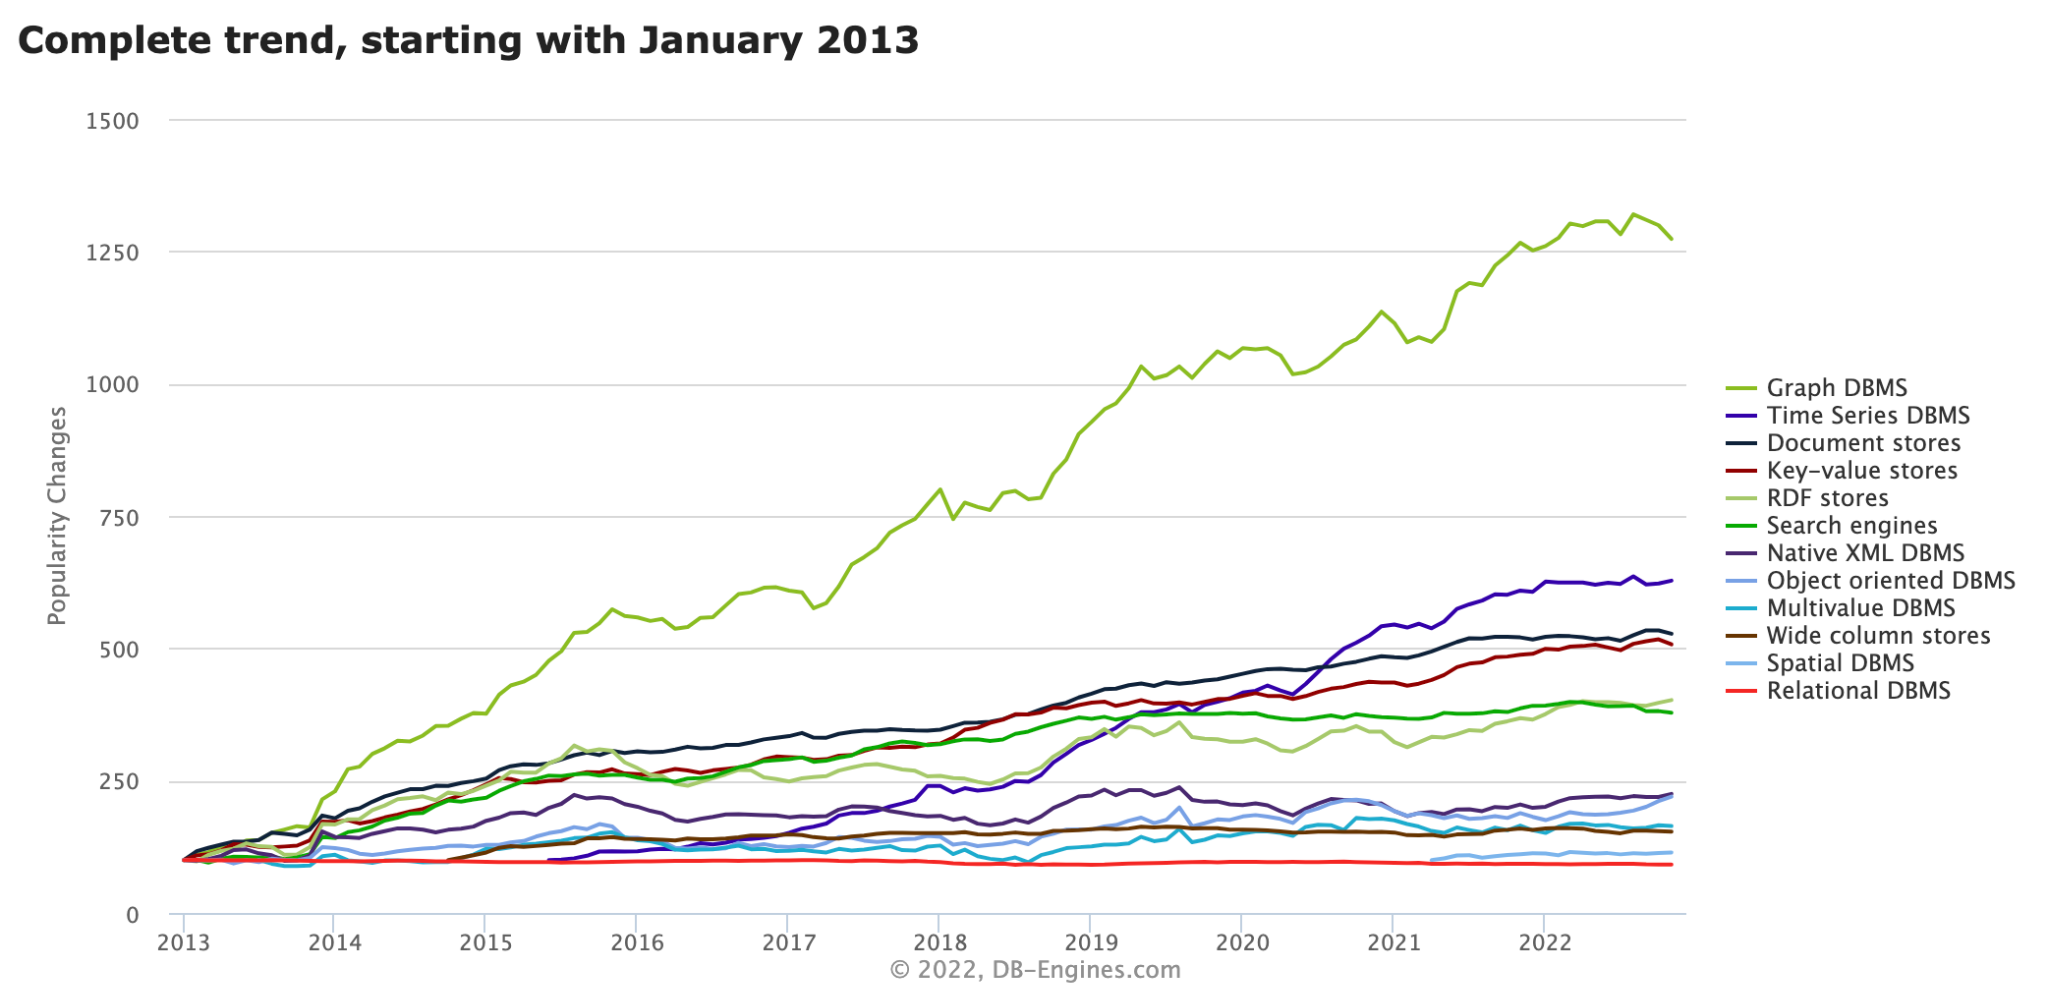 Complete trend, starting with January 2013
1500
1250
1000
750
500
250
0
Popularity Changes
2013 2014 2015 2016 2017 2018 2019 2020 2021 2022
Graph DBMS
Time Series DBMS
Document stores
Key-value stores
RDF stores
Search engines
Native XML DBMS
Object oriented DBMS
Multivalue DBMS
Wide column stores
Spatial DBMS
Relational DBMS
© 2022, DB-Engines.com